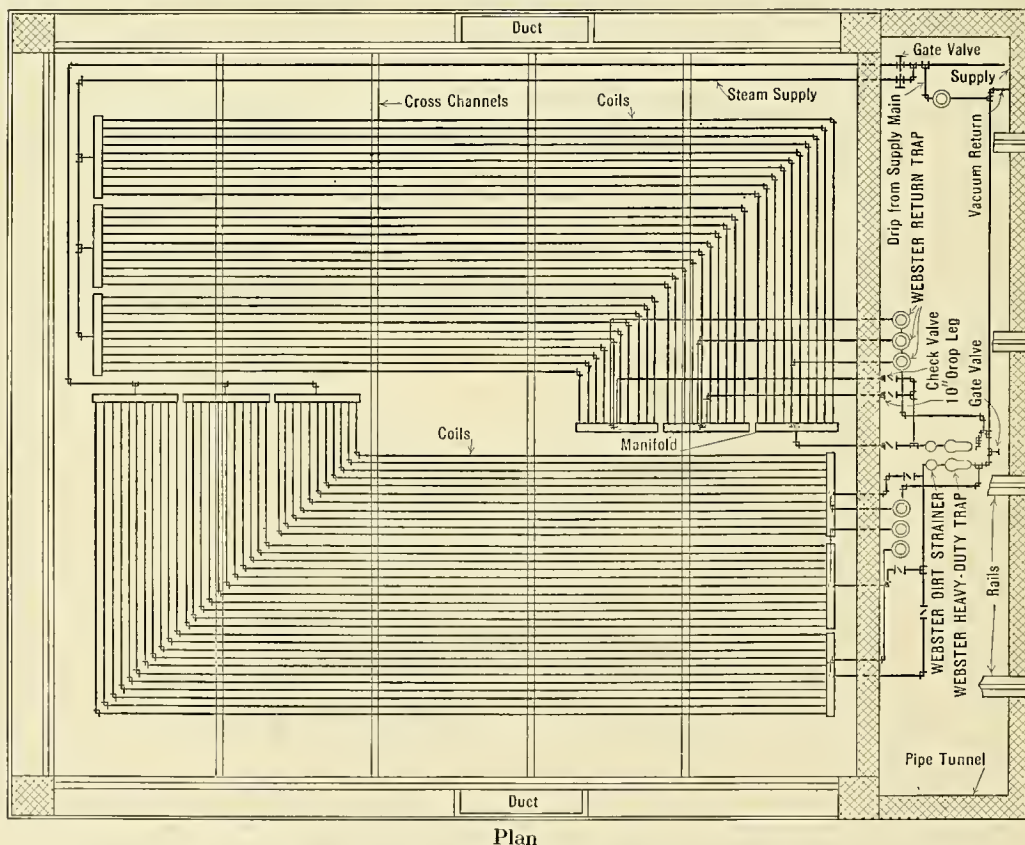 Duct
Gate Valve
Supply
Cross Channels
Coils
Steam Supply
Drip from Supply Main
WEBSTER RETURN TRAP
Vacuum Return
Check Valve
10" Drop Leg
Gate Valve
Coils
Manifold
WEBSTER DIRT STRAINER
WEBSTER HEAVY-DUTY TRAP
Rails
Pipe Tunnel
Duct
Plan